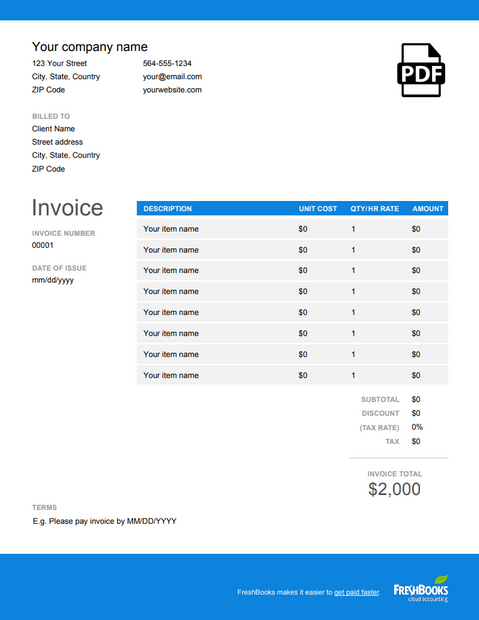 Your company name
123 Your Street 564-555-1234
City, State, Country your@email.com
ZIP Code yourwebsite.com
PDF
BILLED TO
Client Name
Street address
City, State, Country
ZIP Code
Invoice
INVOICE NUMBER
00001
DATE OF ISSUE
mm/dd/yyyy
DESCRIPTION UNIT COST QTY/HR RATE AMOUNT
Your item name $0 1 $0
Your item name $0 1 $0
Your item name $0 1 $0
Your item name $0 1 $0
Your item name $0 1 $0
Your item name $0 1 $0
Your item name $0 1 $0
Your item name $0 1 $0
SUBTOTAL $0
DISCOUNT $0
(TAX RATE) 0%
TAX $0
INVOICE TOTAL
$2,000
TERMS
E.g. Please pay invoice by MM/DD/YYYY
FreshBooks makes it easier to get paid faster.
FRESHBOOKS
cloud accounting